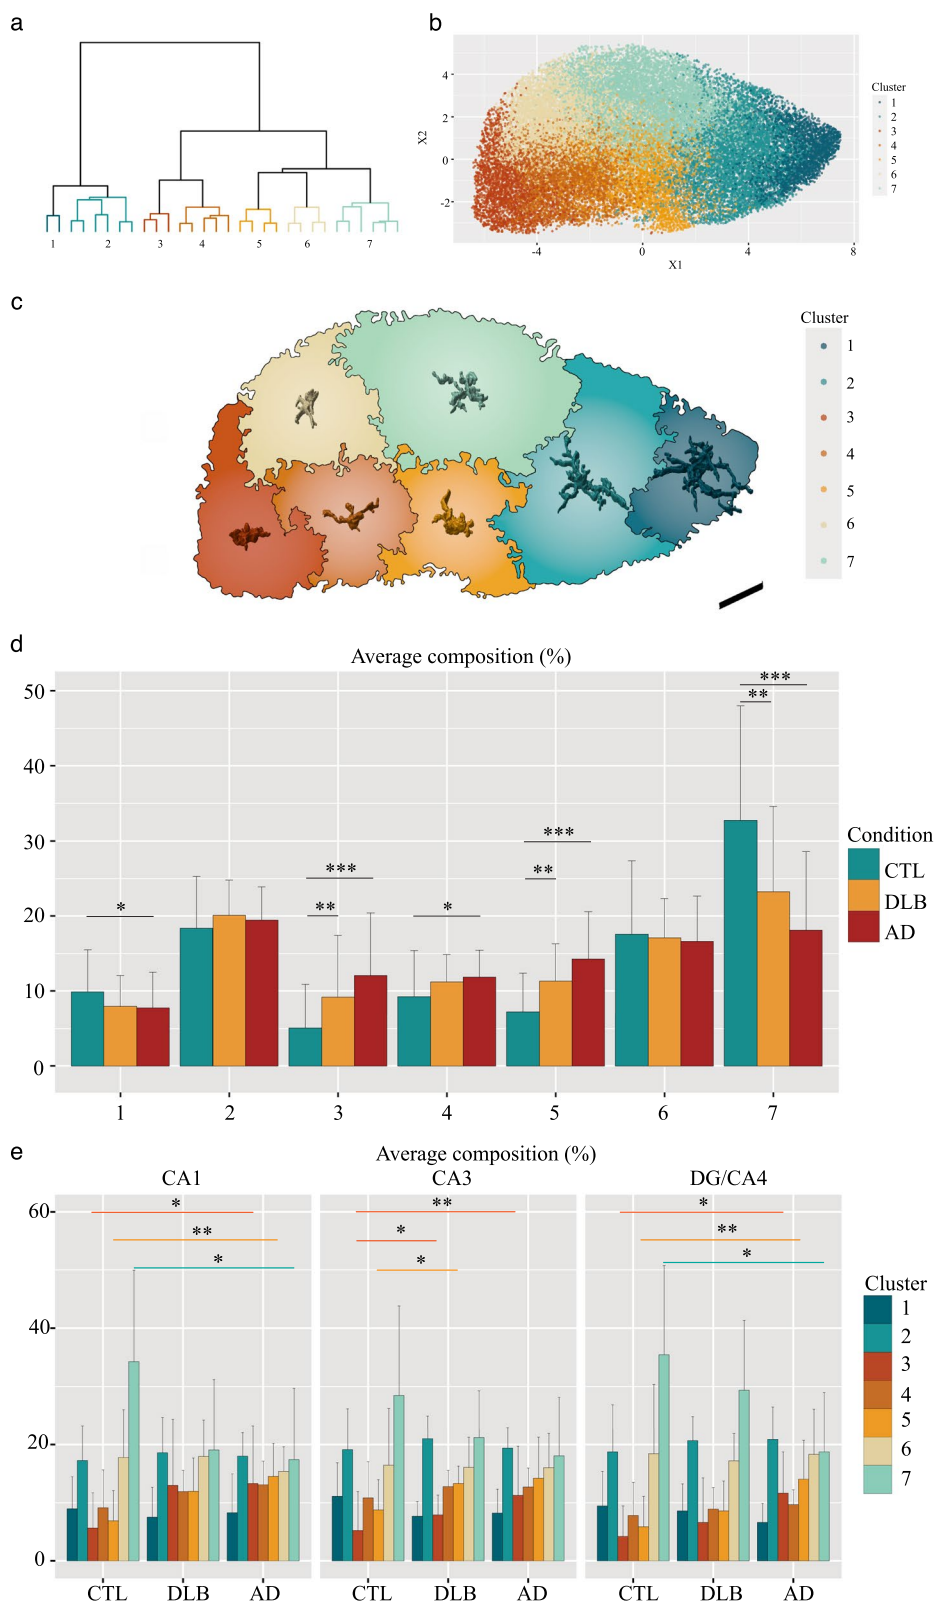 a
1 2 3 4 5 6 7
b
4
2
0
-2
X2
-4 0 4 8
X1
Cluster
1
2
3
4
5
6
7
c
Cluster
1
2
3
4
5
6
7
d
Average composition (%)
50
40
30
20
10
0
* ** *** * ** *** ** ***
1 2 3 4 5 6 7
Condition
CTL
DLB
AD
e
Average composition (%)
CA1 CA3 DG/CA4
60
40
20
0
* ** *
** * *
* ** *
CTL DLB AD CTL DLB AD CTL DLB AD
Cluster
1
2
3
4
5
6
7